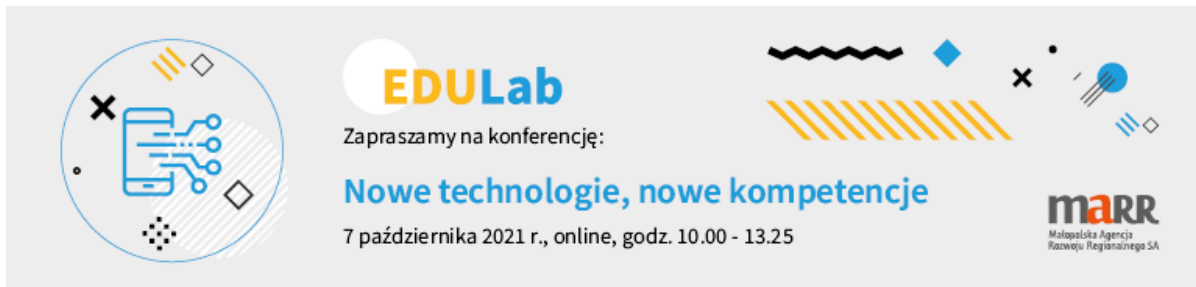 EDULab
Zapraszamy na konferencję:
Nowe technologie, nowe kompetencje
7 października 2021 r., online, godz. 10.00 - 13.25
maRR
Małopolska Agencja
Rozwoju Regionalnego SA